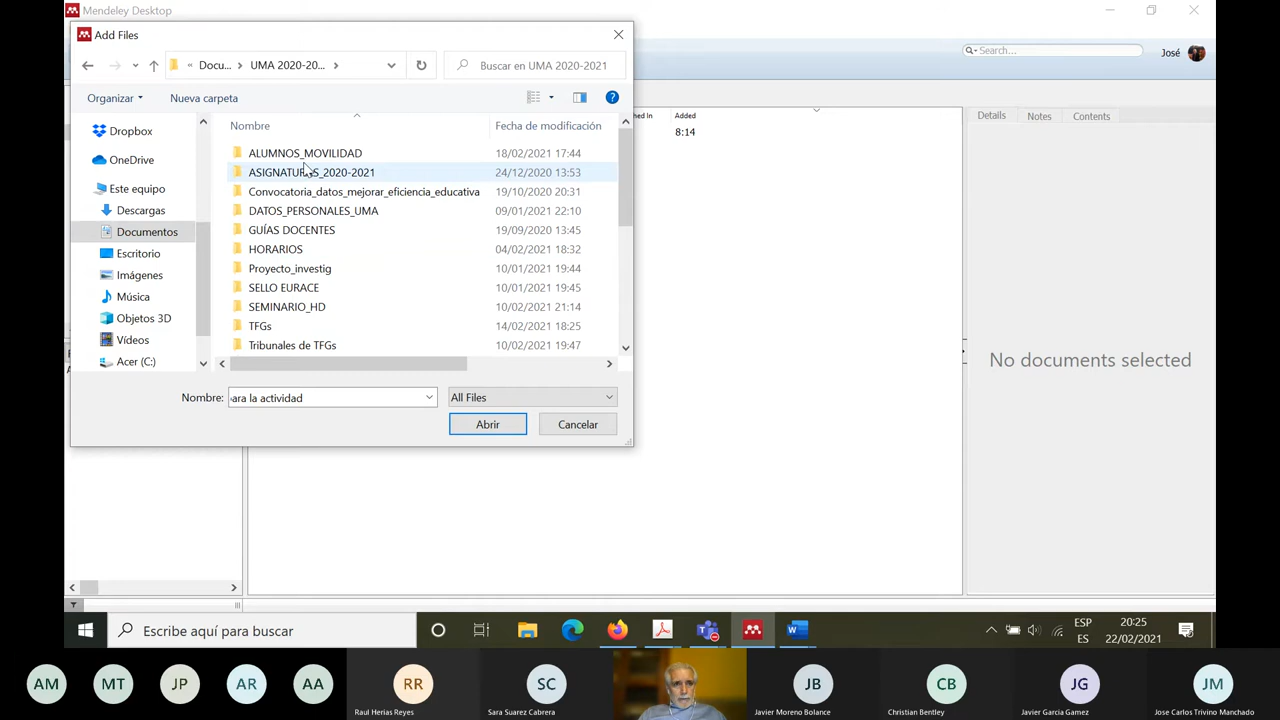 Mendeley Desktop
Add Files
« Docu... > UMA 2020-20... >
Buscar en UMA 2020-2021
Search...
José
Organizar
Nueva carpeta
Nombre
Fecha de modificación
Dropbox
OneDrive
Este equipo
Descargas
Documentos
Escritorio
Imágenes
Música
Objetos 3D
Vídeos
Acer (C:)
ALUMNOS_MOVILIDAD 18/02/2021 17:44
ASIGNATURAS_2020-2021 24/12/2020 13:53
Convocatoria_datos_mejorar_eficiencia_educativa 19/10/2020 20:31
DATOS_PERSONALES_UMA 09/01/2021 22:10
GUÍAS DOCENTES 19/09/2020 13:45
HORARIOS 04/02/2021 18:32
Proyecto_investig 10/01/2021 19:44
SELLO EURACE 10/01/2021 19:45
SEMINARIO_HD 10/02/2021 21:14
TFGs 14/02/2021 18:25
Tribunales de TFGs 10/02/2021 19:47
Nombre: ara la actividad
All Files
Abrir
Cancelar
hed In Added
8:14
Details Notes Contents
No documents selected
Escribe aquí para buscar
ESP
ES
20:25
22/02/2021
AM MT JP AR AA RR SC JB CB JG JM
Raul Herias Reyes
Sara Suarez Cabrera
Javier Moreno Bolance
Christian Bentley
Javier Garcia Gamez
Jose Carlos Trivino Manchado